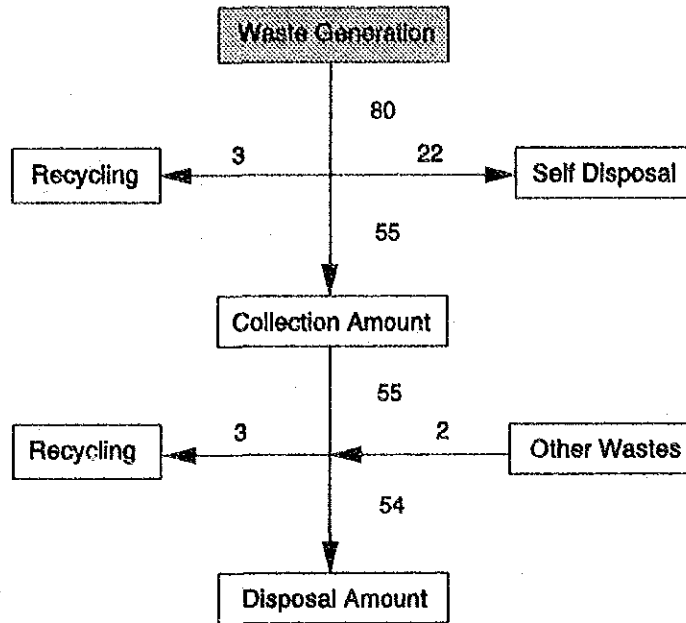 Waste Generation
80
Recycling
3
22
Self Disposal
55
Collection Amount
55
Recycling
3
2
Other Wastes
54
Disposal Amount